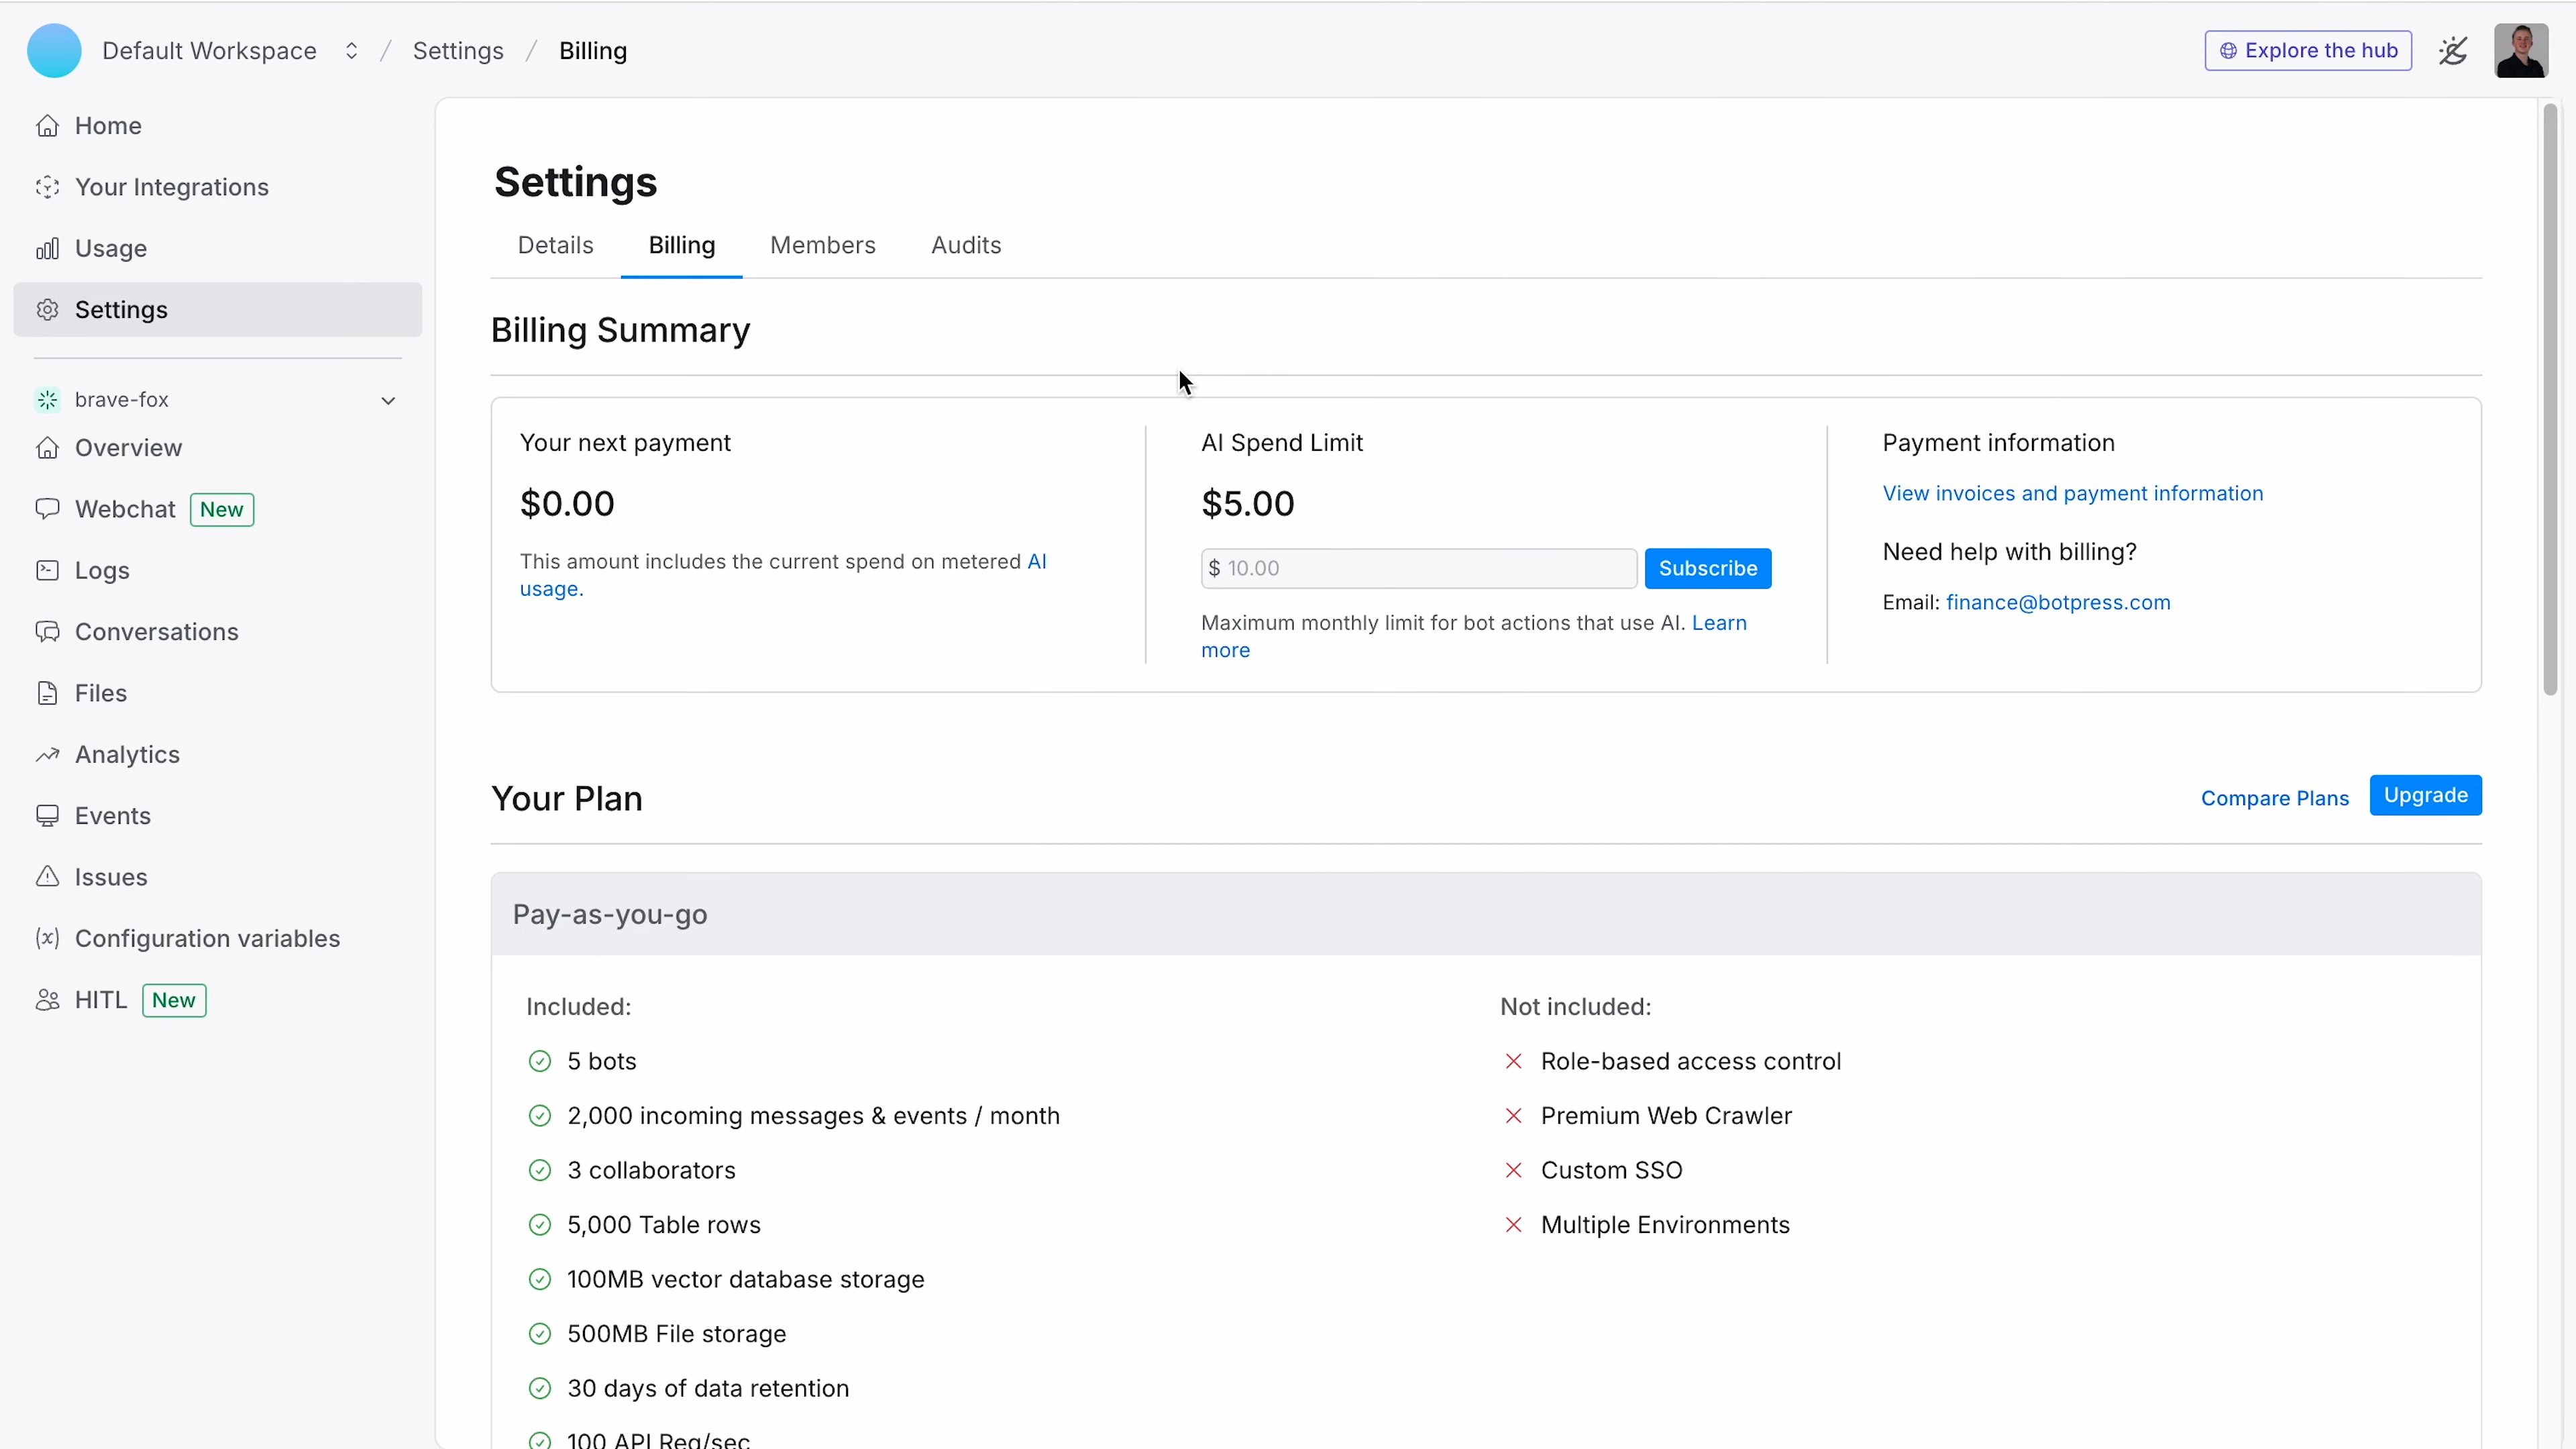 Default Workspace / Settings / Billing
Explore the hub
Home
Your Integrations
Usage
Settings
brave-fox
Overview
Webchat New
Logs
Conversations
Files
Analytics
Events
Issues
Configuration variables
HITL New
Settings
Details Billing Members Audits
Billing Summary
Your next payment
$0.00
This amount includes the current spend on metered AI
usage.
AI Spend Limit
$5.00
$ 10.00 Subscribe
Maximum monthly limit for bot actions that use AI. Learn
more
Payment information
View invoices and payment information
Need help with billing?
Email: finance@botpress.com
Your Plan
Compare Plans Upgrade
Pay-as-you-go
Included:
5 bots
2,000 incoming messages & events / month
3 collaborators
5,000 Table rows
100MB vector database storage
500MB File storage
30 days of data retention
100 API Req/sec
Not included:
Role-based access control
Premium Web Crawler
Custom SSO
Multiple Environments